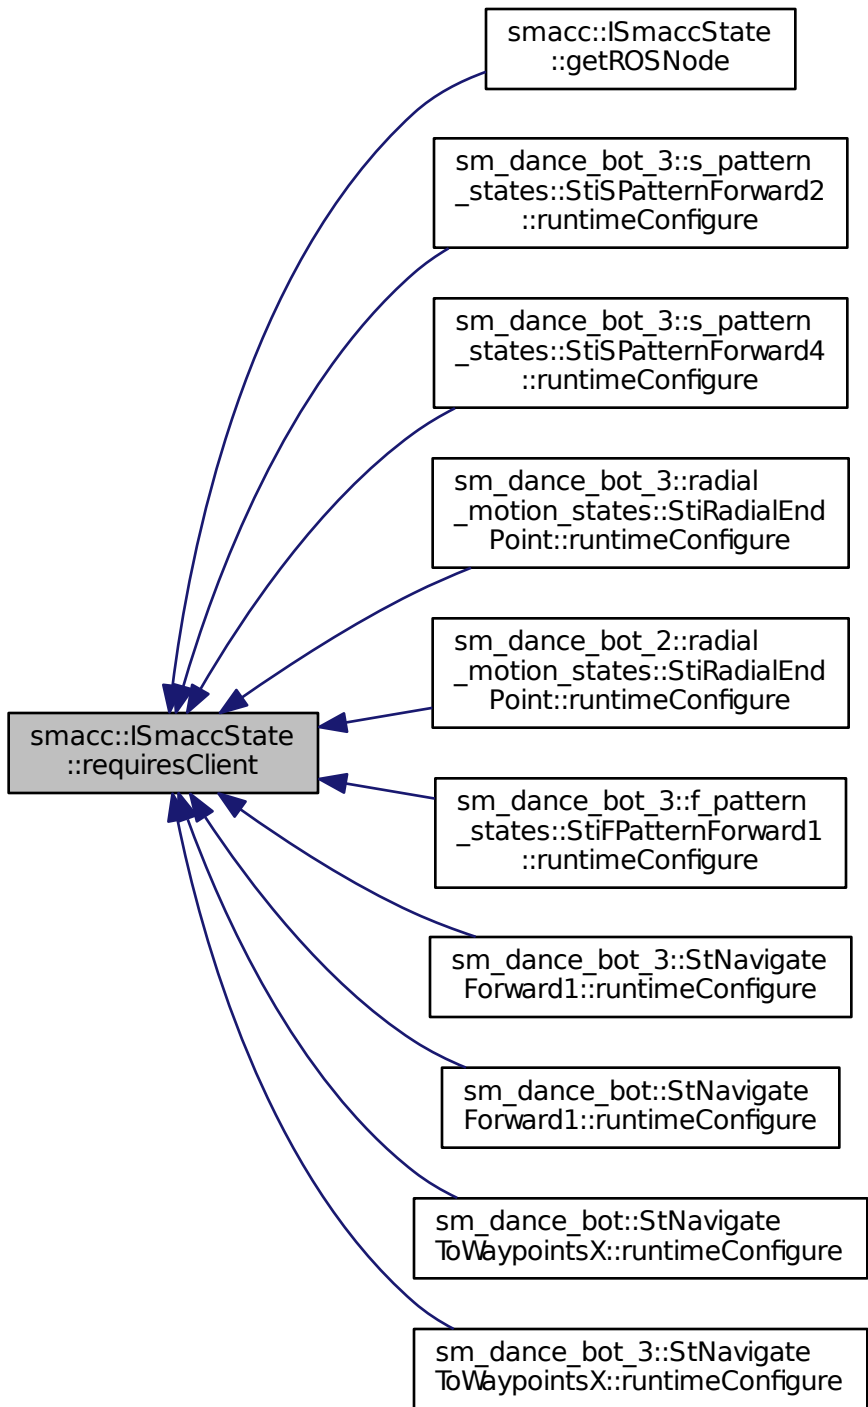 smacc::ISmaccState
::getROSNode
sm_dance_bot_3::s_pattern
_states::StiSPatternForward2
::runtimeConfigure
sm_dance_bot_3::s_pattern
_states::StiSPatternForward4
::runtimeConfigure
sm_dance_bot_3::radial
_motion_states::StiRadialEnd
Point::runtimeConfigure
sm_dance_bot_2::radial
_motion_states::StiRadialEnd
Point::runtimeConfigure
smacc::ISmaccState
::requiresClient
sm_dance_bot_3::f_pattern
_states::StiFPatternForward1
::runtimeConfigure
sm_dance_bot_3::StNavigate
Forward1::runtimeConfigure
sm_dance_bot::StNavigate
Forward1::runtimeConfigure
sm_dance_bot::StNavigate
ToWaypointsX::runtimeConfigure
sm_dance_bot_3::StNavigate
ToWaypointsX::runtimeConfigure